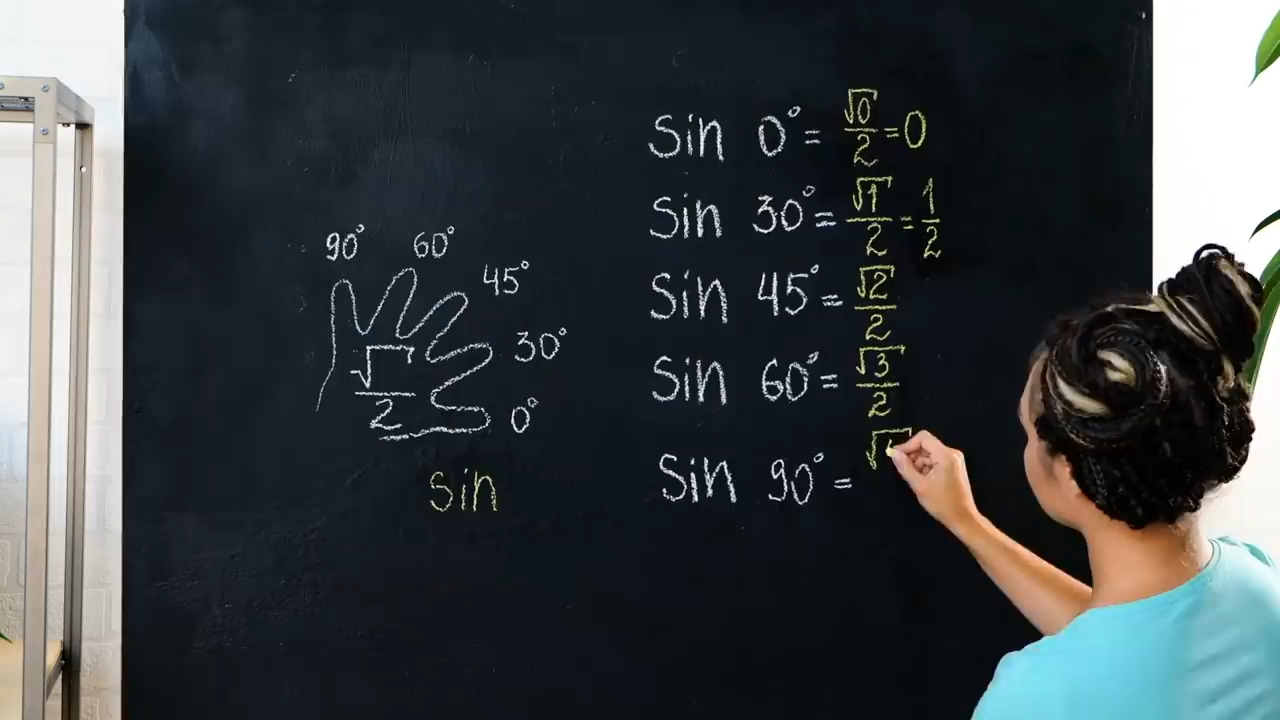 90° 60° 45° 30° 0°
√
2
sin
Sin 0° = √0/2 = 0
Sin 30° = √1/2 = 1/2
Sin 45° = √2/2
Sin 60° = √3/2
Sin 90° = √